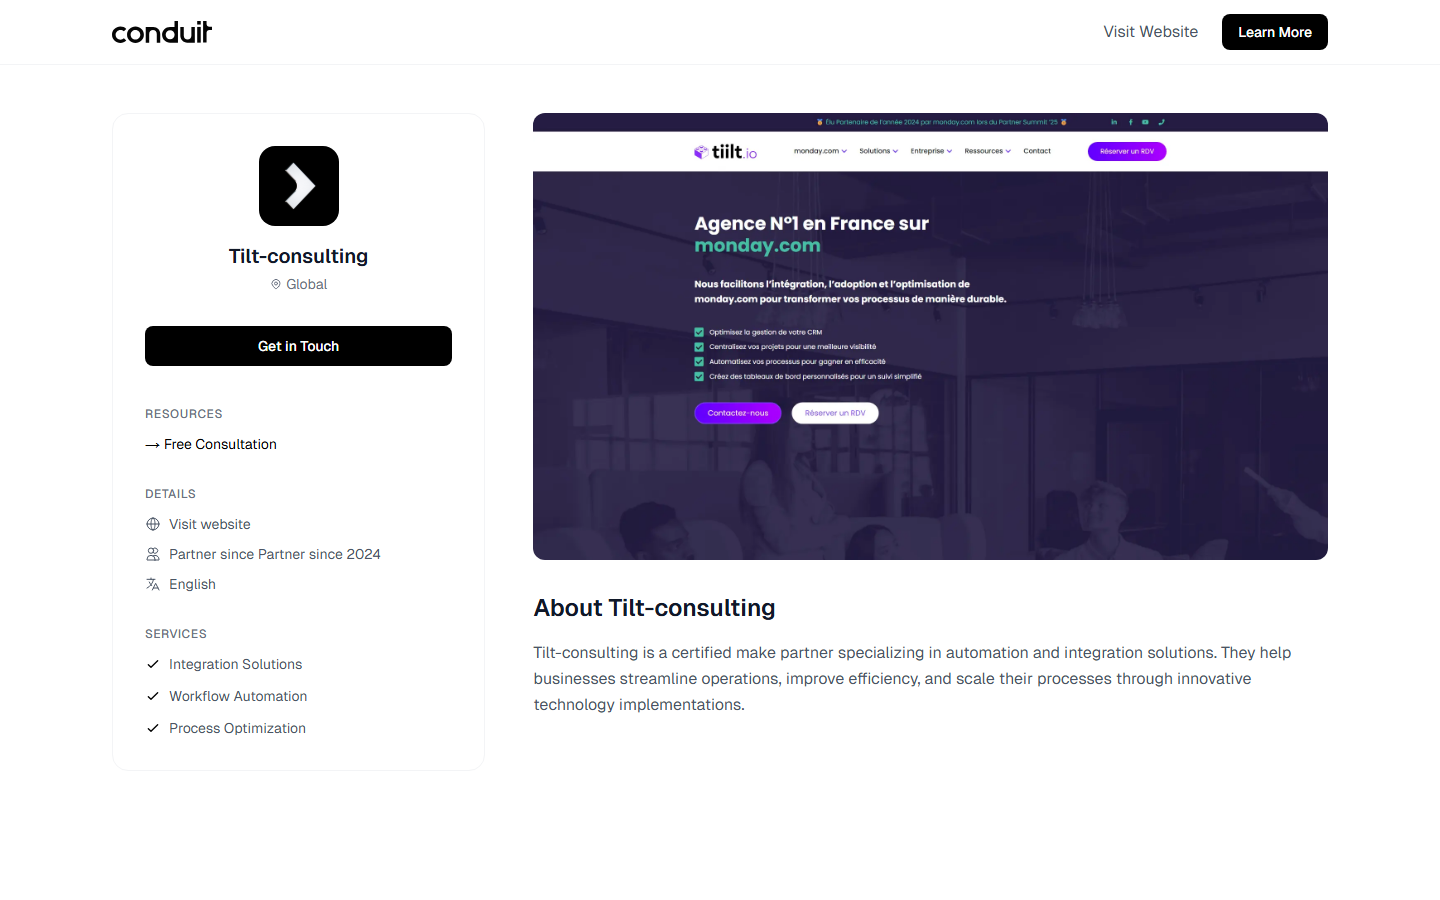 conduit
Visit Website
Learn More
Tilt-consulting
Global
Get in Touch
RESOURCES
→ Free Consultation
DETAILS
Visit website
Partner since Partner since 2024
English
SERVICES
Integration Solutions
Workflow Automation
Process Optimization
Élu Partenaire de l'année 2024 par monday.com lors du Partner Summit '25
tiilt.io
monday.com
Solutions
Entreprise
Ressources
Contact
Réserver un RDV
Agence N°1 en France sur
monday.com
Nous facilitons l'intégration, l'adoption et l'optimisation de
monday.com pour transformer vos processus de manière durable.
Optimisez la gestion de votre CRM
Centralisez vos projets pour une meilleure visibilité
Automatisez vos processus pour gagner en efficacité
Créez des tableaux de bord personnalisés pour un suivi simplifié
Contactez-nous
Réserver un RDV
About Tilt-consulting
Tilt-consulting is a certified make partner specializing in automation and integration solutions. They help
businesses streamline operations, improve efficiency, and scale their processes through innovative
technology implementations.